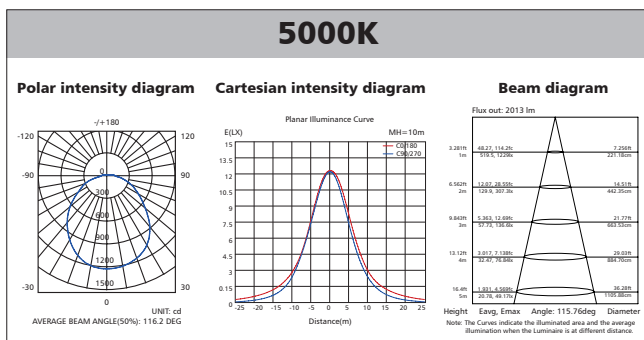 5000K
Polar intensity diagram
Cartesian intensity diagram
Beam diagram
-/+180
-120
120
-90
90
-30
30
0
0
300
600
900
1200
1500
UNIT: cd
AVERAGE BEAM ANGLE(50%): 116.2 DEG
Planar Illuminance Curve
E(LX)
MH=10m
C0/180
C90/270
15
13.5
12
10.5
9
7.5
6
4.5
3
1.5
0
-25 -20 -15 -10 -5 0 5 10 15 20 25
Distance(m)
Flux out: 2013 lm
3.281ft 48.27, 114.2fc 7.256ft
1m 519.5, 1229lx 221.18cm
6.562ft 12.07, 28.55fc 14.51ft
2m 129.9, 307.3lx 442.35cm
9.843ft 5.363, 12.69fc 21.77ft
3m 57.73, 136.6lx 663.53cm
13.12ft 3.017, 7.138fc 29.03ft
4m 32.47, 76.84lx 884.70cm
16.4ft 1.931, 4.569fc 36.28ft
5m 20.78, 49.17lx 1105.88cm
Height Eavg, Emax Angle: 115.76deg Diameter
Note: The Curves indicate the illuminated area and the average
illumination when the Luminaire is at different distance.